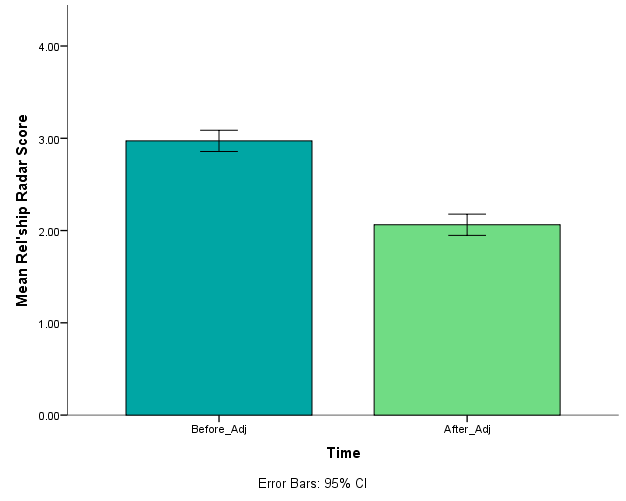 4.00
3.00
2.00
1.00
0.00
Mean Rel'ship Radar Score
Before_Adj
After_Adj
Time
Error Bars: 95% CI